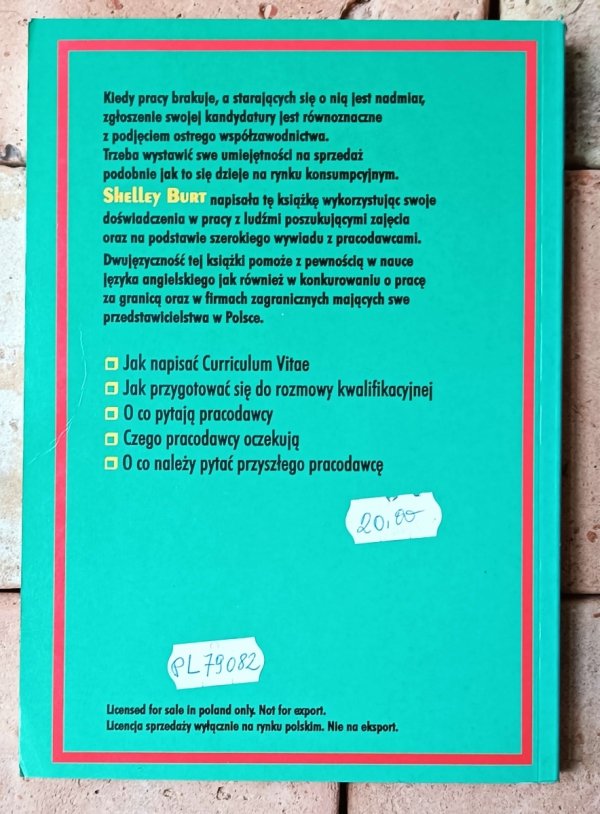 Kiedy pracy brakuje, a starających się o nią jest nadmiar,
zgłoszenie swojej kandydatury jest równoznaczne
z podjęciem ostrego współzawodnictwa.
Trzeba wystawić swe umiejętności na sprzedaż
podobnie jak to się dzieje na rynku konsumpcyjnym.
Shelley Burt napisała tę książkę wykorzystując swoje
doświadczenia w pracy z ludźmi poszukującymi zajęcia
oraz na podstawie szerokiego wywiadu z pracodawcami.
Dwujęzyczność tej książki pomoże z pewnością w nauce
języka angielskiego jak również w konkurowaniu o pracę
za granicą oraz w firmach zagranicznych mających swe
przedstawicielstwa w Polsce.
Jak napisać Curriculum Vitae
Jak przygotować się do rozmowy kwalifikacyjnej
O co pytają pracodawcy
Czego pracodawcy oczekują
O co należy pytać przyszłego pracodawcę
20,00
PL79082
Licensed for sale in poland only. Not for export.
Licencja sprzedaży wyłącznie na rynku polskim. Nie na eksport.